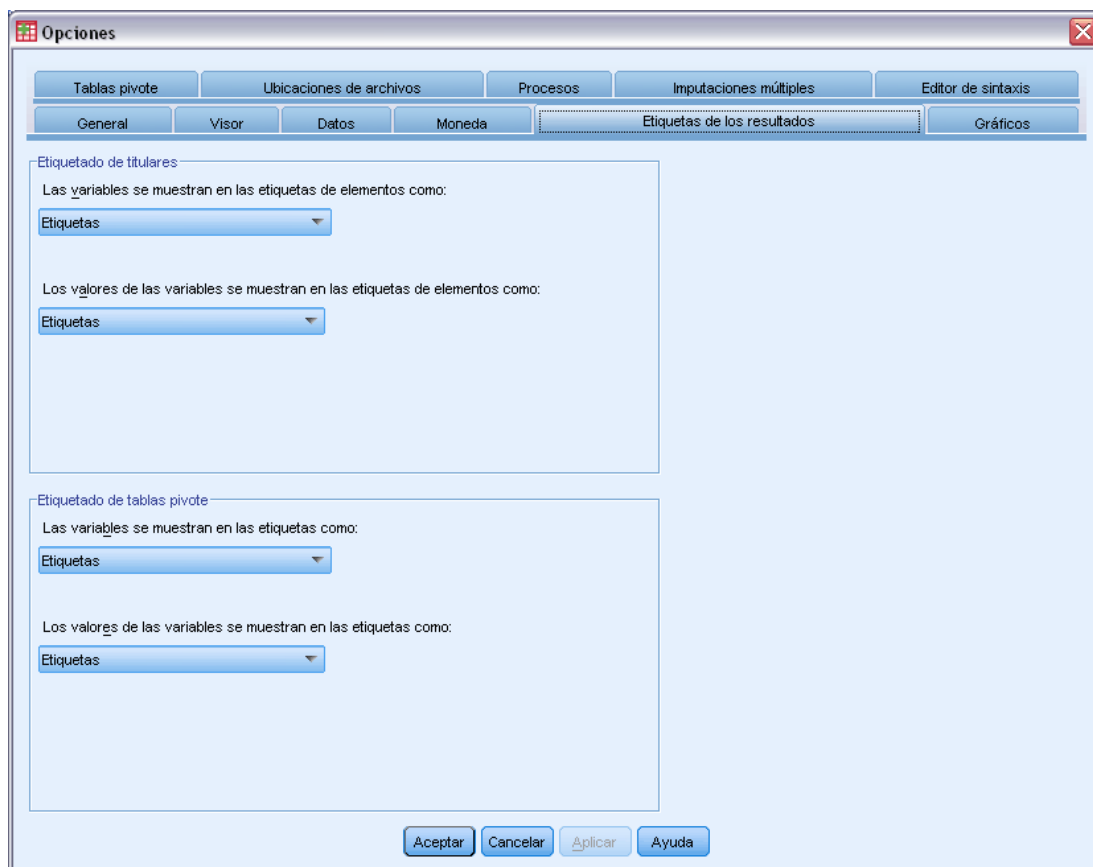 Opciones
Tablas pivote
Ubicaciones de archivos
Procesos
Imputaciones múltiples
Editor de sintaxis
General
Visor
Datos
Moneda
Etiquetas de los resultados
Gráficos
Etiquetado de titulares
Las variables se muestran en las etiquetas de elementos como:
Etiquetas
Los valores de las variables se muestran en las etiquetas de elementos como:
Etiquetas
Etiquetado de tablas pivote
Las variables se muestran en las etiquetas como:
Etiquetas
Los valores de las variables se muestran en las etiquetas como:
Etiquetas
Aceptar
Cancelar
Aplicar
Ayuda